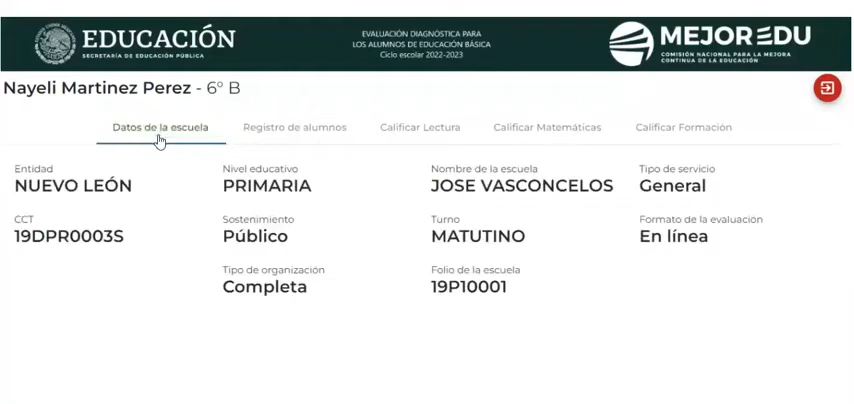 EDUCACIÓN
SECRETARÍA DE EDUCACIÓN PÚBLICA
EVALUACIÓN DIAGNÓSTICA PARA
LOS ALUMNOS DE EDUCACIÓN BÁSICA
Ciclo escolar 2022-2023
MEJOREDU
COMISIÓN NACIONAL PARA LA MEJORA
CONTINUA DE LA EDUCACIÓN
Nayeli Martinez Perez - 6° B
Datos de la escuela Registro de alumnos Calificar Lectura Calificar Matemáticas Calificar Formación
Entidad Nivel educativo Nombre de la escuela Tipo de servicio
NUEVO LEÓN PRIMARIA JOSE VASCONCELOS General
CCT Sostenimiento Turno Formato de la evaluación
19DPR0003S Público MATUTINO En línea
Tipo de organización Folio de la escuela
Completa 19P10001